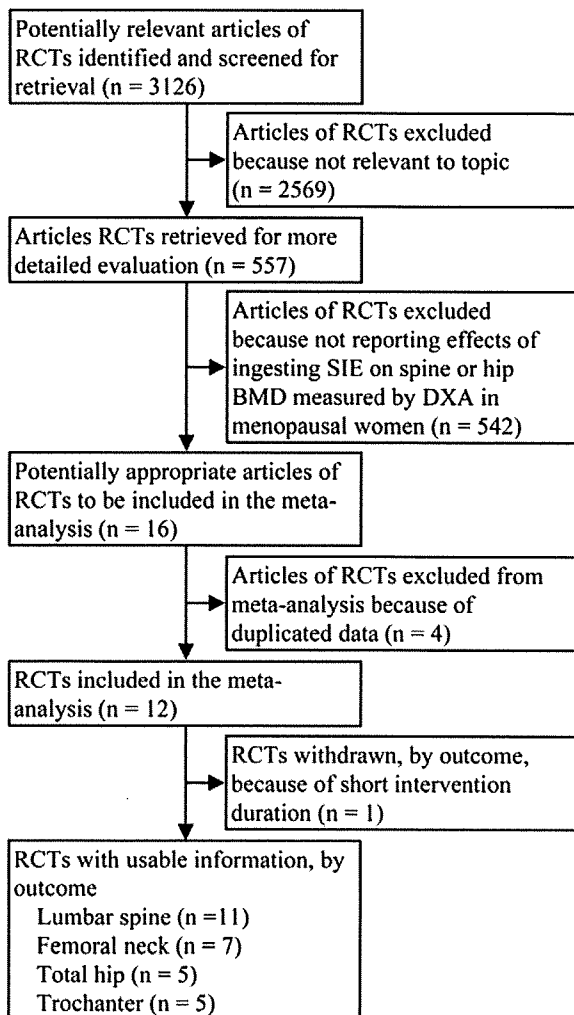 Potentially relevant articles of
RCTs identified and screened for
retrieval (n = 3126)
Articles of RCTs excluded
because not relevant to topic
(n = 2569)
Articles RCTs retrieved for more
detailed evaluation (n = 557)
Articles of RCTs excluded
because not reporting effects of
ingesting SIE on spine or hip
BMD measured by DXA in
menopausal women (n = 542)
Potentially appropriate articles of
RCTs to be included in the meta-
analysis (n = 16)
Articles of RCTs excluded from
meta-analysis because of
duplicated data (n = 4)
RCTs included in the meta-
analysis (n = 12)
RCTs withdrawn, by outcome,
because of short intervention
duration (n = 1)
RCTs with usable information, by
outcome
Lumbar spine (n =11)
Femoral neck (n = 7)
Total hip (n = 5)
Trochanter (n = 5)